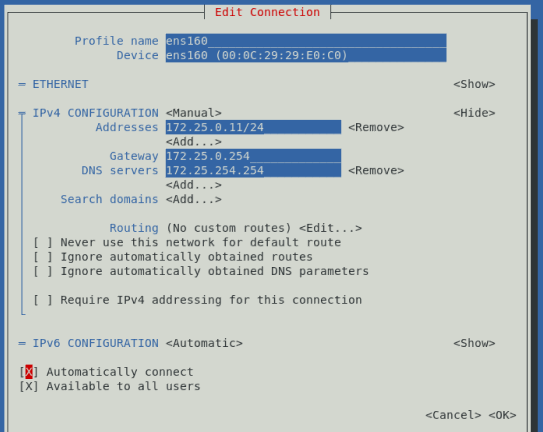 Edit Connection
Profile name ens160
Device ens160 (00:0C:29:29:E0:C0)
= ETHERNET <Show>
= IPv4 CONFIGURATION <Manual> <Hide>
Addresses 172.25.0.11/24 <Remove>
<Add...>
Gateway 172.25.0.254
DNS servers 172.25.254.254 <Remove>
<Add...>
Search domains <Add...>
Routing (No custom routes) <Edit...>
[ ] Never use this network for default route
[ ] Ignore automatically obtained routes
[ ] Ignore automatically obtained DNS parameters
[ ] Require IPv4 addressing for this connection
= IPv6 CONFIGURATION <Automatic> <Show>
[X] Automatically connect
[X] Available to all users
<Cancel> <OK>